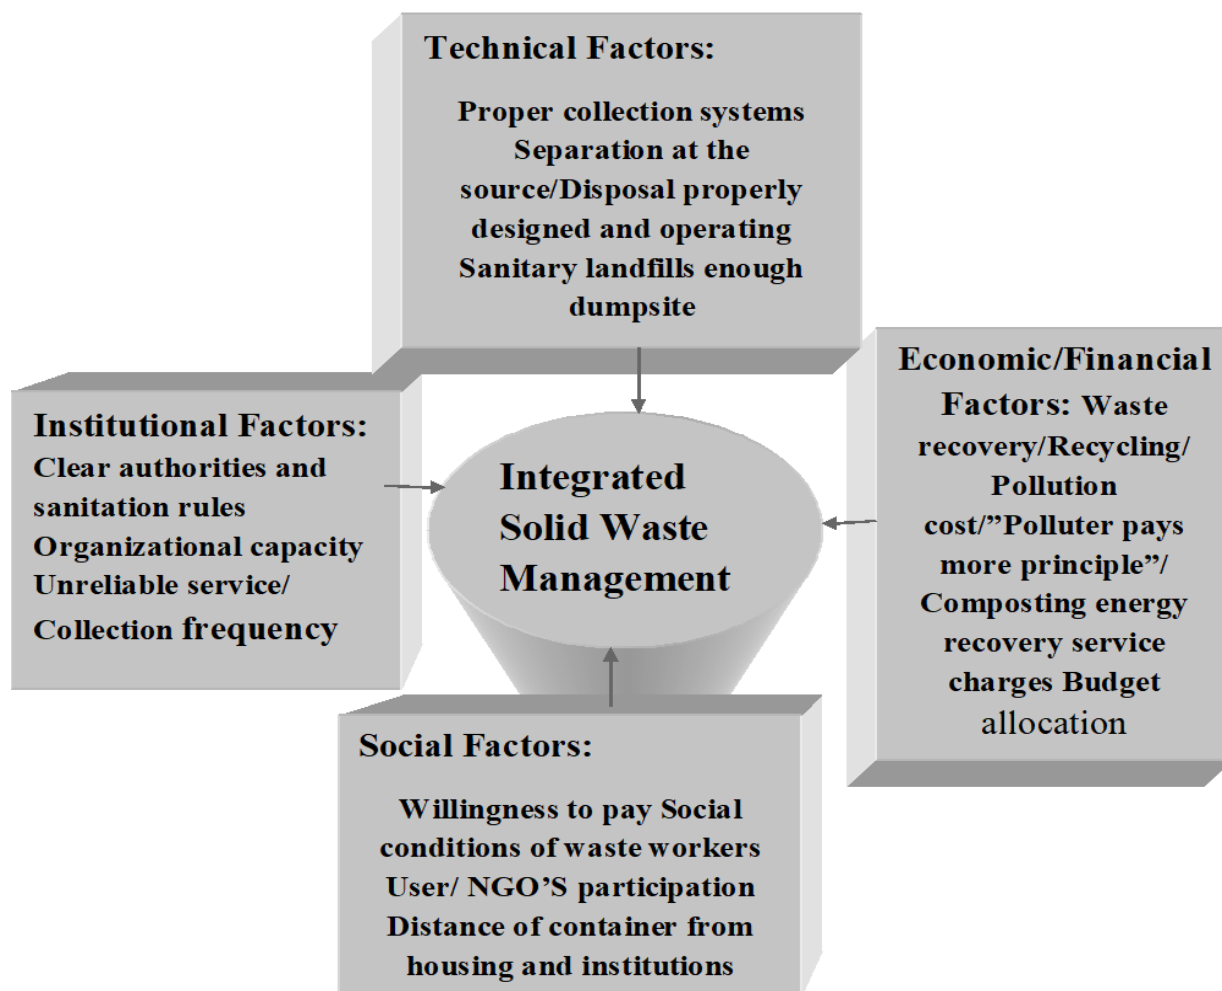 Technical Factors:
Proper collection systems
Separation at the
source/Disposal properly
designed and operating
Sanitary landfills enough
dumpsite
Institutional Factors:
Clear authorities and
sanitation rules
Organizational capacity
Unreliable service/
Collection frequency
Integrated
Solid Waste
Management
Economic/Financial
Factors: Waste
recovery/Recycling/
Pollution
cost/”Polluter pays
more principle”/
Composting energy
recovery service
charges Budget
allocation
Social Factors:
Willingness to pay Social
conditions of waste workers
User/ NGO’S participation
Distance of container from
housing and institutions